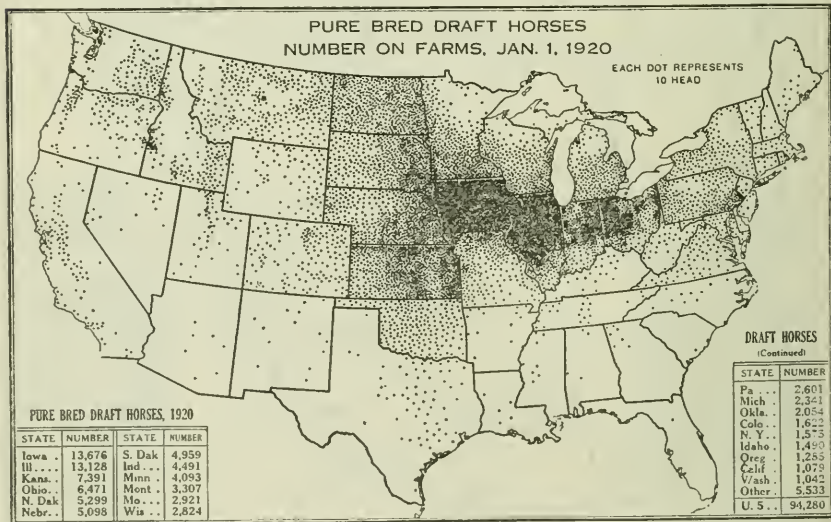 PURE BRED DRAFT HORSES
NUMBER ON FARMS, JAN. 1, 1920
EACH DOT REPRESENTS
10 HEAD
PURE BRED DRAFT HORSES, 1920
STATE NUMBER STATE NUMBER
Iowa . 13,676 S. Dak 4,959
Ill .... 13,128 Ind ... 4,491
Kans.. 7,391 Minn . 4,093
Ohio.. 6,471 Mont . 3,307
N. Dak 5,299 Mo... 2,921
Nebr.. 5,098 Wis .. 2,824
DRAFT HORSES
(Continued)
STATE NUMBER
Pa ... 2,601
Mich . 2,341
Okla.. 2,054
Colo.. 1,622
N. Y.. 1,575
Idaho. 1,490
Oreg . 1,285
Calif . 1,079
Wash . 1,042
Other . 5,533
U. S.. 94,280